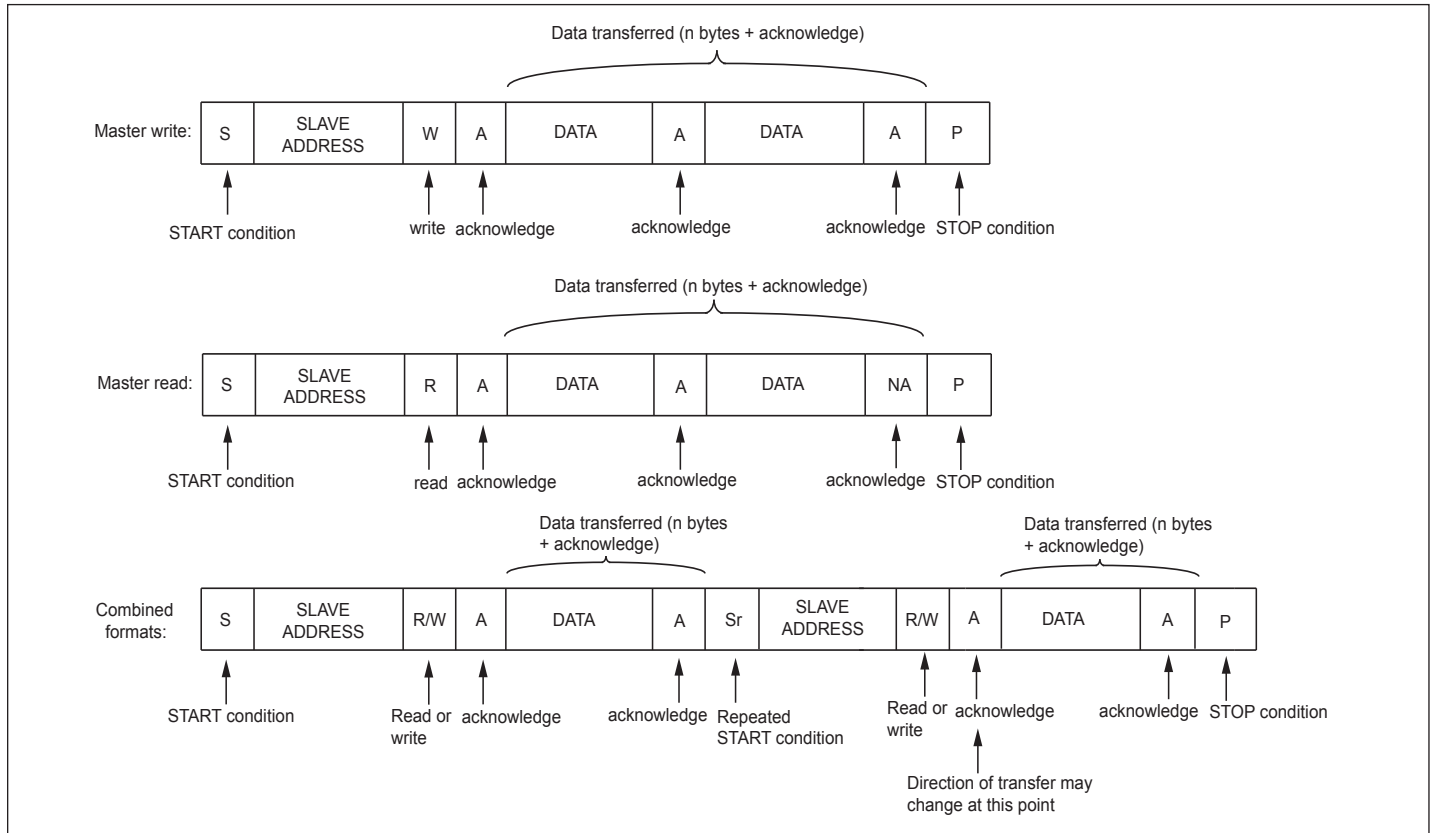 Data transferred (n bytes + acknowledge)
Master write:
S
SLAVE
ADDRESS
W
A
DATA
A
DATA
A
P
START condition
write
acknowledge
acknowledge
acknowledge
STOP condition
Data transferred (n bytes + acknowledge)
Master read:
S
SLAVE
ADDRESS
R
A
DATA
A
DATA
NA
P
START condition
read
acknowledge
acknowledge
acknowledge
STOP condition
Data transferred (n bytes
+ acknowledge)
Data transferred (n bytes
+ acknowledge)
Combined
formats:
S
SLAVE
ADDRESS
R/W
A
DATA
A
Sr
SLAVE
ADDRESS
R/W
A
DATA
A
P
START condition
Read or
write
acknowledge
acknowledge
Repeated
START condition
Read or
write
acknowledge
acknowledge
STOP condition
Direction of transfer may
change at this point